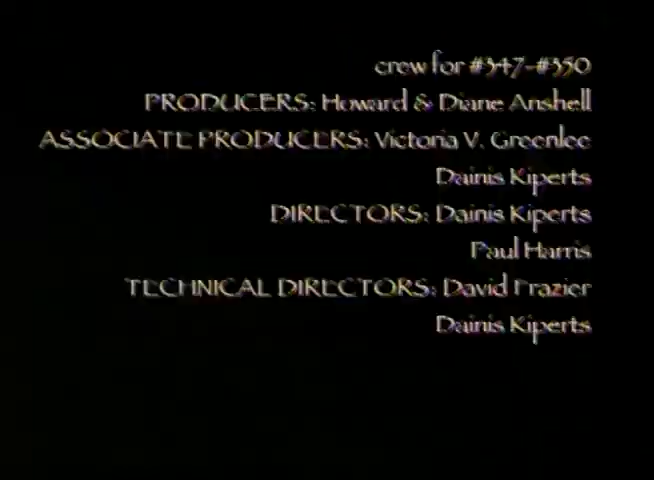 crew for #347-#350
PRODUCERS: Howard & Diane Anshell
ASSOCIATE PRODUCERS: Victoria V. Greenlee
Dainis Kiperts
DIRECTORS: Dainis Kiperts
Paul Harris
TECHNICAL DIRECTORS: David Frazier
Dainis Kiperts